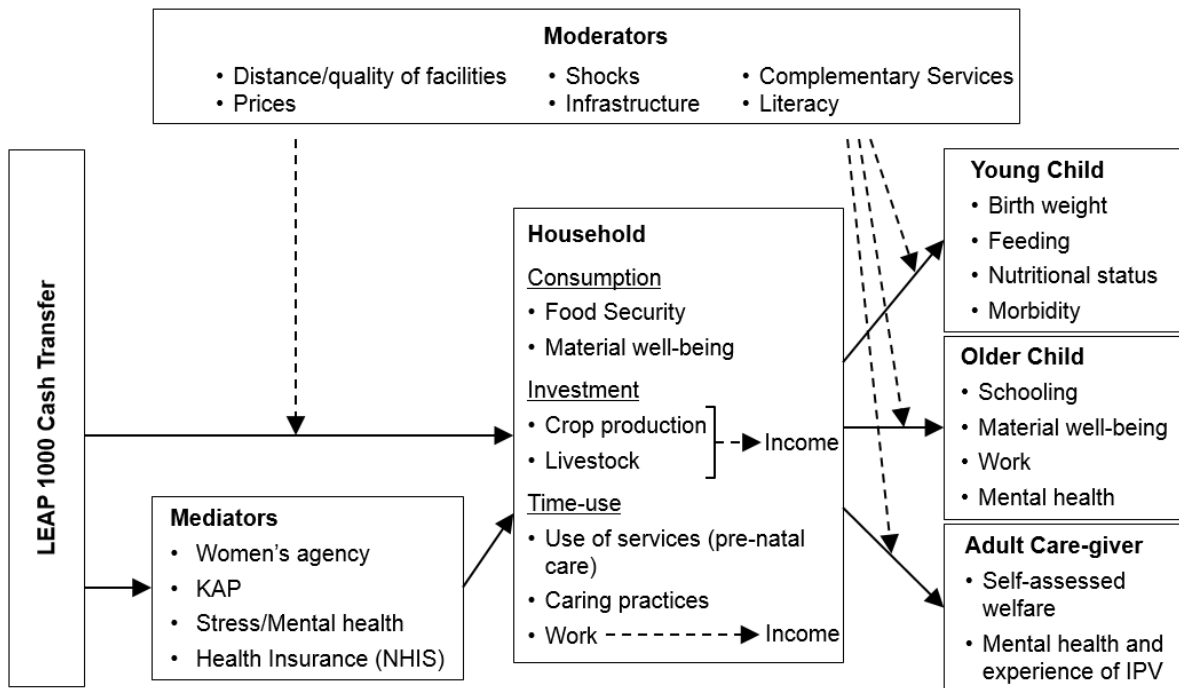 Moderators
• Distance/quality of facilities
• Prices
• Shocks
• Infrastructure
• Complementary Services
• Literacy
LEAP 1000 Cash Transfer
Mediators
• Women's agency
• KAP
• Stress/Mental health
• Health Insurance (NHIS)
Household
Consumption
• Food Security
• Material well-being
Investment
• Crop production
• Livestock
Income
Time-use
• Use of services (pre-natal
care)
• Caring practices
• Work
Income
Young Child
• Birth weight
• Feeding
• Nutritional status
• Morbidity
Older Child
• Schooling
• Material well-being
• Work
• Mental health
Adult Care-giver
• Self-assessed
welfare
• Mental health and
experience of IPV